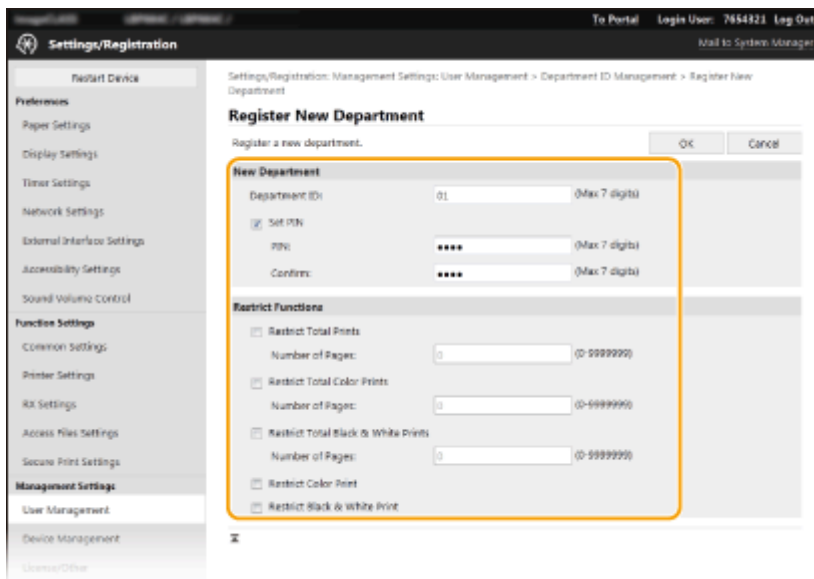 To Portal Login User: 7654321 Log Out
Settings/Registration
Mail to System Manager
Restart Device
Preferences
Paper Settings
Display Settings
Timer Settings
Network Settings
External Interface Settings
Accessibility Settings
Sound Volume Control
Function Settings
Common Settings
Printer Settings
RX Settings
Access Files Settings
Secure Print Settings
Management Settings
User Management
Device Management
License/Other
Settings/Registration: Management Settings: User Management > Department ID Management > Register New
Department
Register New Department
Register a new department.
OK Cancel
New Department
Department ID: 01 (Max 7 digits)
Set PIN
PIN: •••• (Max 7 digits)
Confirm: •••• (Max 7 digits)
Restrict Functions
Restrict Total Prints
Number of Pages: 0 (0-9999999)
Restrict Total Color Prints
Number of Pages: 0 (0-9999999)
Restrict Total Black & White Prints
Number of Pages: 0 (0-9999999)
Restrict Color Print
Restrict Black & White Print